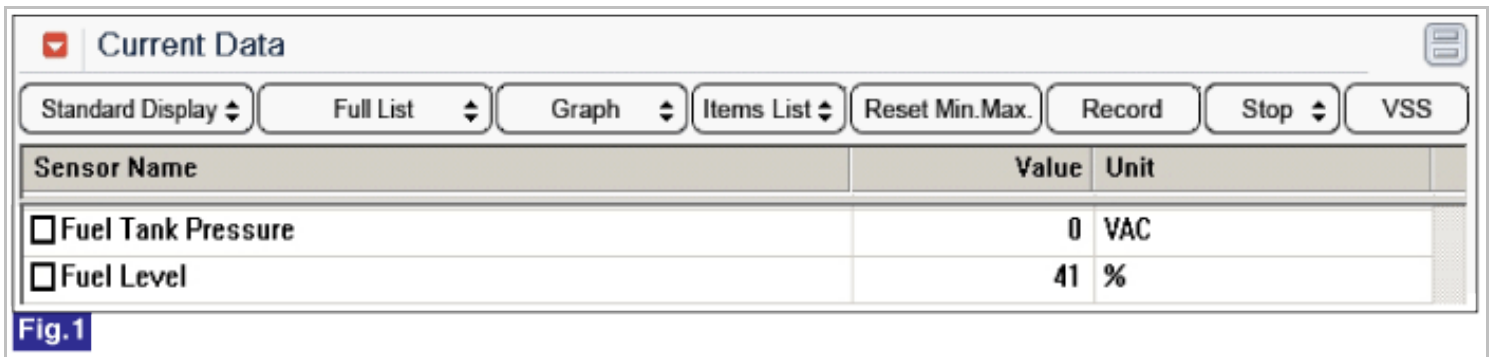 Current Data
Standard Display Full List Graph Items List Reset Min.Max. Record Stop VSS
Sensor Name Value Unit
Fuel Tank Pressure 0 VAC
Fuel Level 41 %
Fig.1